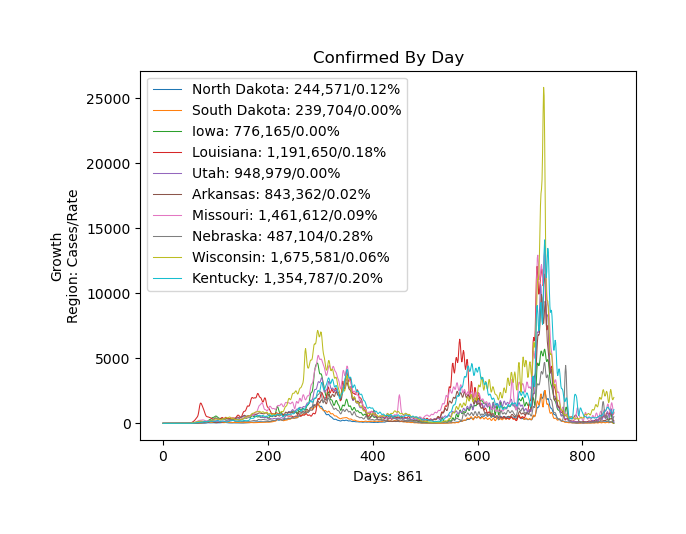 Confirmed By Day
North Dakota: 244,571/0.12%
South Dakota: 239,704/0.00%
Iowa: 776,165/0.00%
Louisiana: 1,191,650/0.18%
Utah: 948,979/0.00%
Arkansas: 843,362/0.02%
Missouri: 1,461,612/0.09%
Nebraska: 487,104/0.28%
Wisconsin: 1,675,581/0.06%
Kentucky: 1,354,787/0.20%
Growth
Region: Cases/Rate
25000
20000
15000
10000
5000
0
0 200 400 600 800
Days: 861